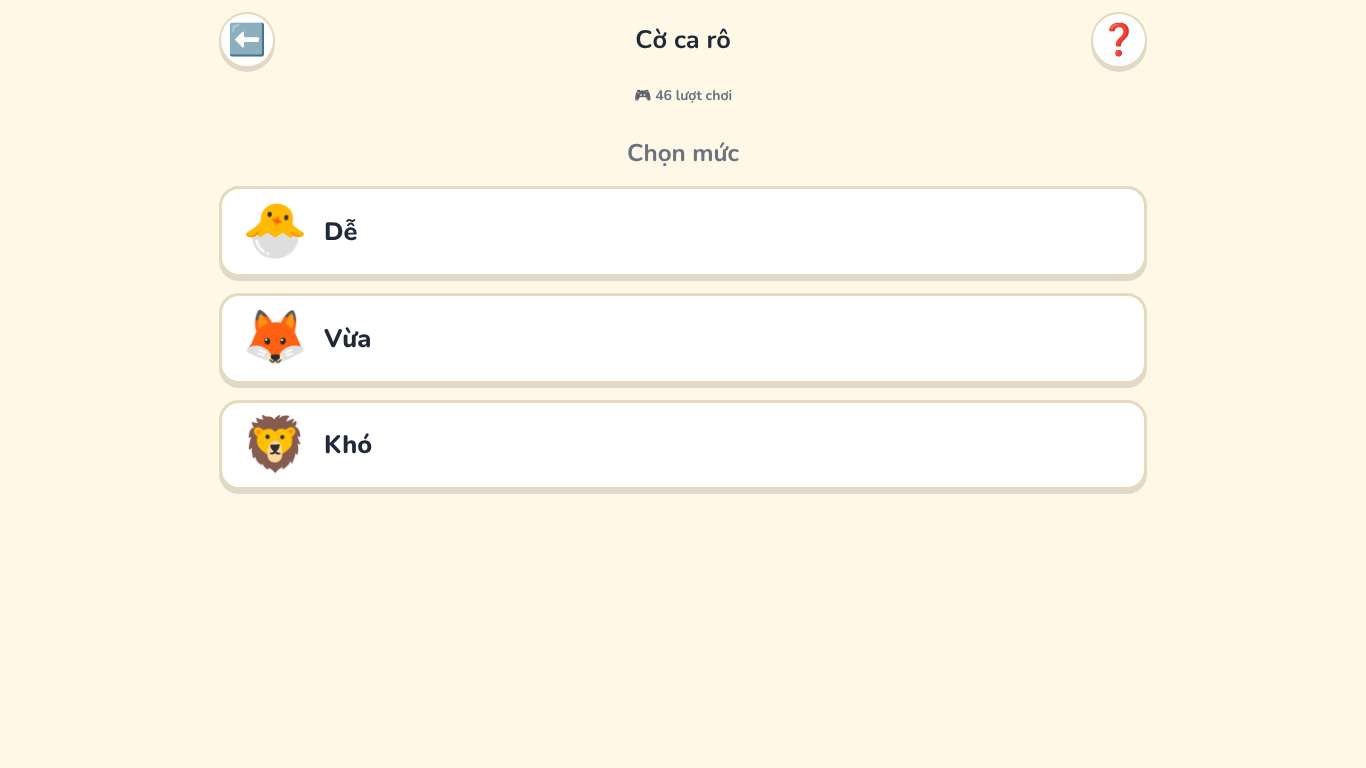 Cờ ca rô
46 lượt chơi
Chọn mức
Dễ
Vừa
Khó